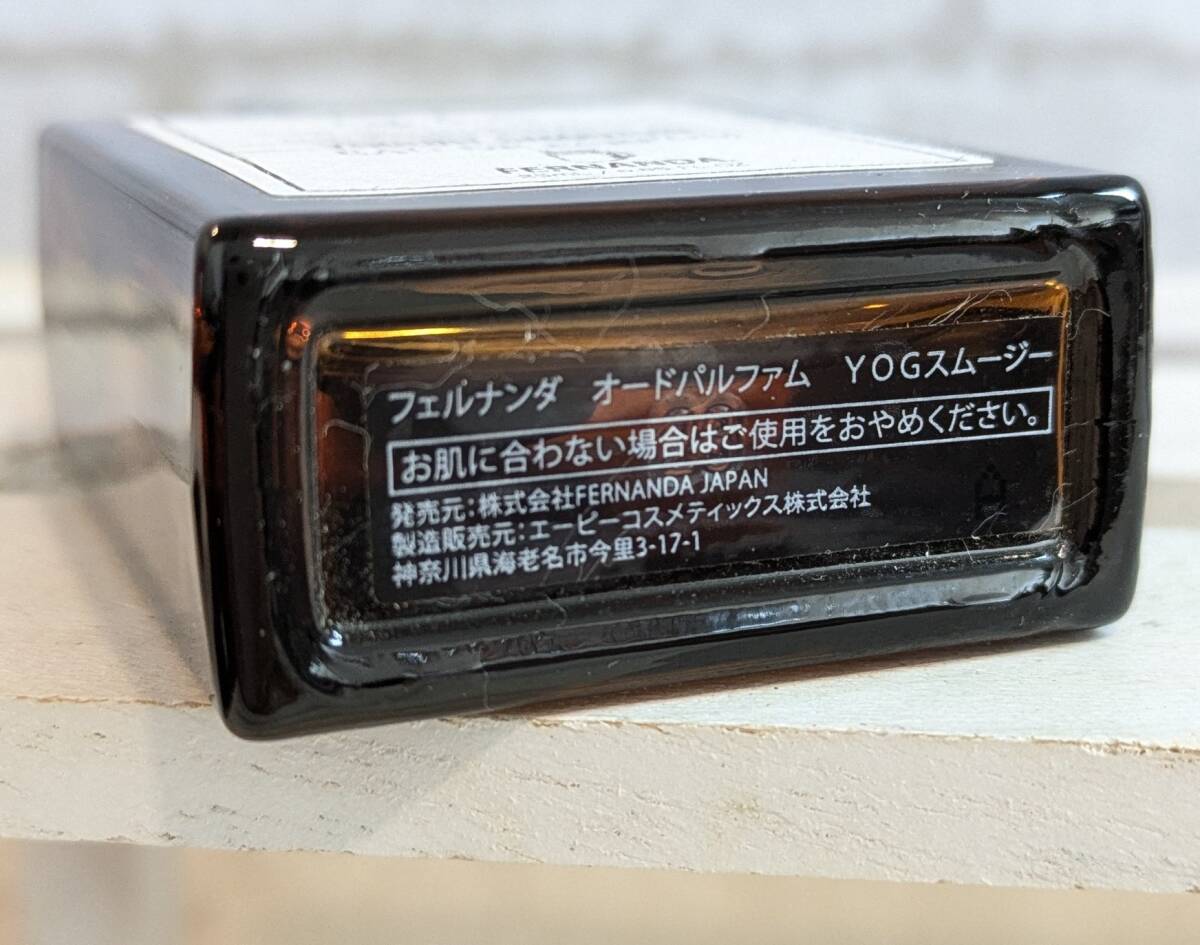 FERNANDA
フェルナンダ　オードパルファム　ＹＯＧスムージー
お肌に合わない場合はご使用をおやめください。
発売元：株式会社FERNANDA JAPAN
製造販売元：エーピーコスメティックス株式会社
神奈川県海老名市今里3-17-1